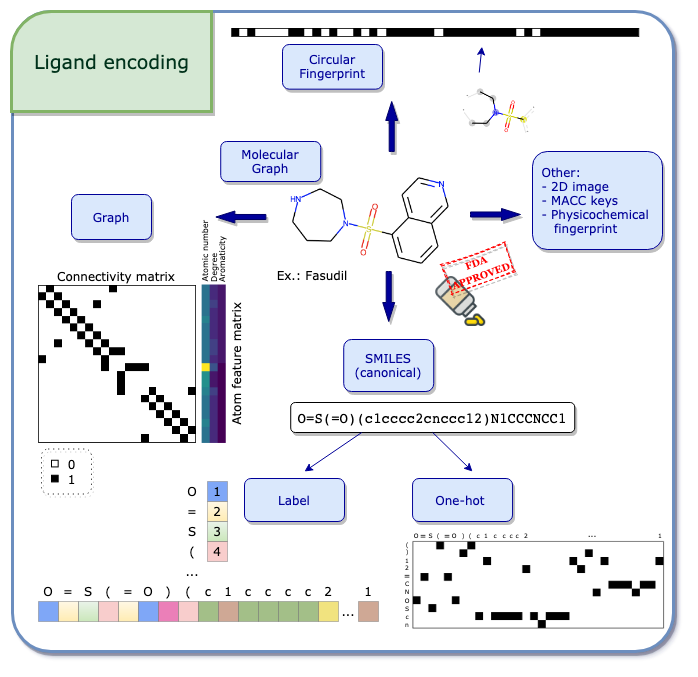 Ligand encoding
Circular
Fingerprint
Molecular
Graph
Graph
Other:
- 2D image
- MACC keys
- Physicochemical
fingerprint
N
HN
N
O
S
O
N
O
S
O
Ex.: Fasudil
FDA
APPROVED
Connectivity matrix
Atomic number
Degree
Aromaticity
Atom feature matrix
0
1
SMILES
(canonical)
O=S(=O)(c1cccc2cnccc12)N1CCCNCC1
Label
One-hot
O 1
= 2
S 3
( 4
...
O = S ( = O ) ( c 1 c c c c 2 ... 1
O = S ( = O ) ( c 1 c c c c 2 ... 1
(
)
1
2
=
C
N
O
S
c
n